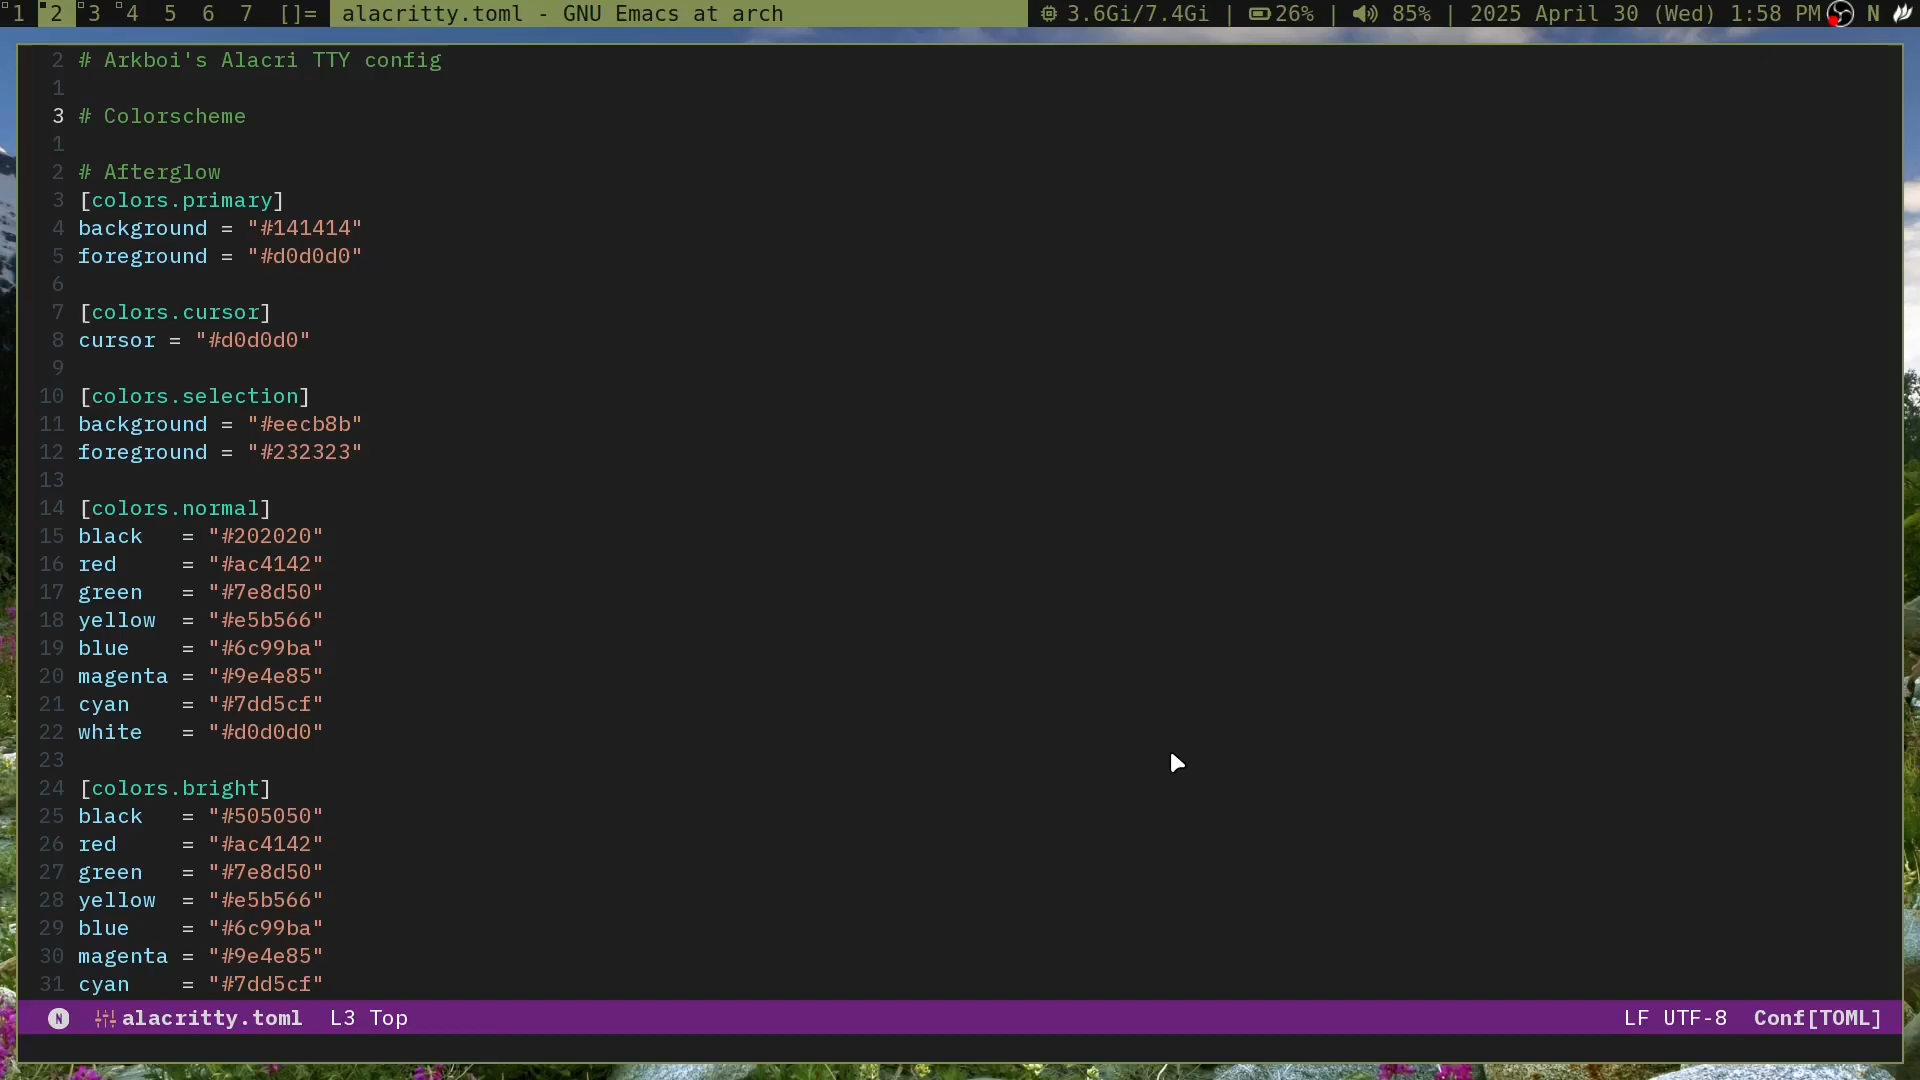 1 2 3 4 5 6 7 []= alacritty.toml - GNU Emacs at arch 3.6Gi/7.4Gi | 26% | 85% | 2025 April 30 (Wed) 1:58 PM N
2 # Arkboi's Alacri TTY config
1
3 # Colorscheme
1
2 # Afterglow
3 [colors.primary]
4 background = "#141414"
5 foreground = "#d0d0d0"
6
7 [colors.cursor]
8 cursor = "#d0d0d0"
9
10 [colors.selection]
11 background = "#eecb8b"
12 foreground = "#232323"
13
14 [colors.normal]
15 black   = "#202020"
16 red     = "#ac4142"
17 green   = "#7e8d50"
18 yellow  = "#e5b566"
19 blue    = "#6c99ba"
20 magenta = "#9e4e85"
21 cyan    = "#7dd5cf"
22 white   = "#d0d0d0"
23
24 [colors.bright]
25 black   = "#505050"
26 red     = "#ac4142"
27 green   = "#7e8d50"
28 yellow  = "#e5b566"
29 blue    = "#6c99ba"
30 magenta = "#9e4e85"
31 cyan    = "#7dd5cf"
N alacritty.toml L3 Top LF UTF-8 Conf[TOML]